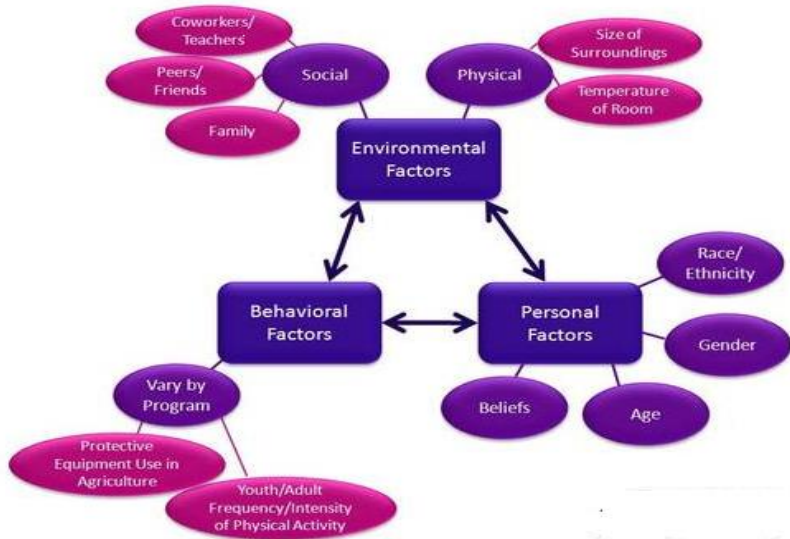 Coworkers/
Teachers
Peers/
Friends
Family
Social
Physical
Size of
Surroundings
Temperature
of Room
Environmental
Factors
Behavioral
Factors
Personal
Factors
Race/
Ethnicity
Gender
Age
Beliefs
Vary by
Program
Protective
Equipment Use in
Agriculture
Youth/Adult
Frequency/Intensity
of Physical Activity